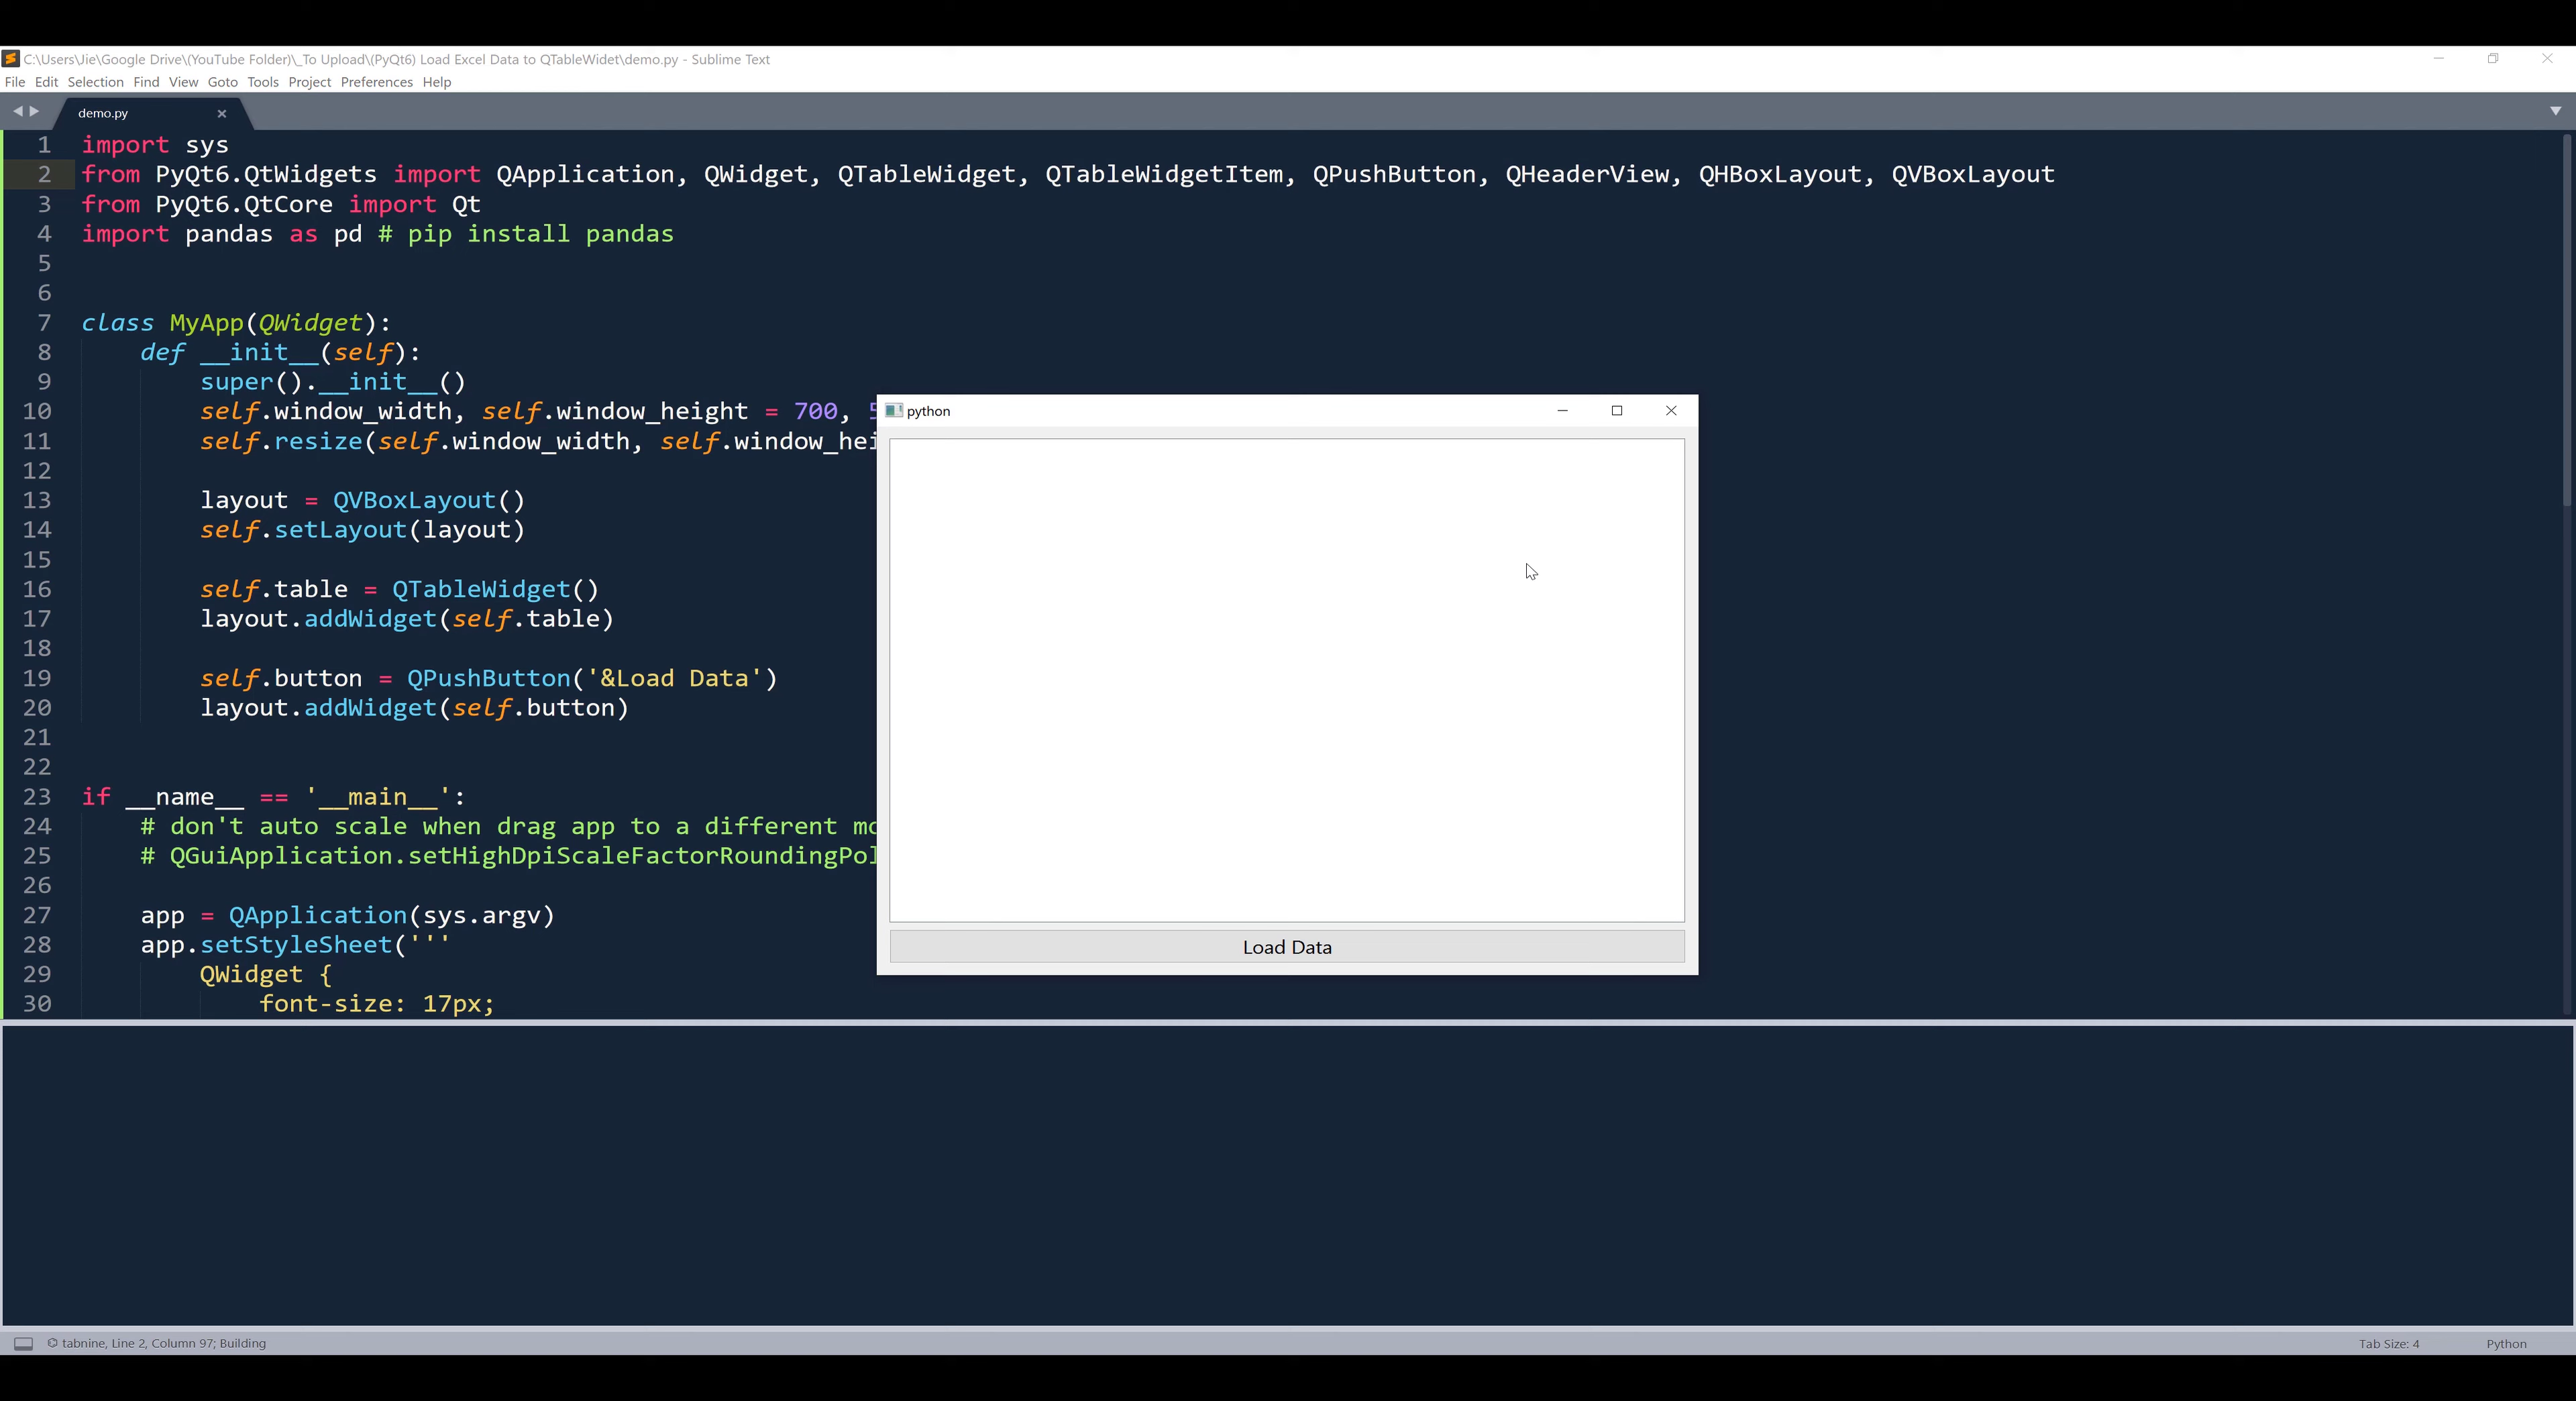 C:\Users\Jie\Google Drive\(YouTube Folder)\_To Upload\(PyQt6) Load Excel Data to QTableWidet\demo.py - Sublime Text
File Edit Selection Find View Goto Tools Project Preferences Help
demo.py
1 import sys
2 from PyQt6.QtWidgets import QApplication, QWidget, QTableWidget, QTableWidgetItem, QPushButton, QHeaderView, QHBoxLayout, QVBoxLayout
3 from PyQt6.QtCore import Qt
4 import pandas as pd # pip install pandas
5
6
7 class MyApp(QWidget):
8 def __init__(self):
9 super().__init__()
10 self.window_width, self.window_height = 700, 5
11 self.resize(self.window_width, self.window_hei
12
13 layout = QVBoxLayout()
14 self.setLayout(layout)
15
16 self.table = QTableWidget()
17 layout.addWidget(self.table)
18
19 self.button = QPushButton('&Load Data')
20 layout.addWidget(self.button)
21
22
23 if __name__ == '__main__':
24 # don't auto scale when drag app to a different mo
25 # QGuiApplication.setHighDpiScaleFactorRoundingPol
26
27 app = QApplication(sys.argv)
28 app.setStyleSheet('''
29 QWidget {
30 font-size: 17px;
python
Load Data
tabnine, Line 2, Column 97; Building
Tab Size: 4 Python